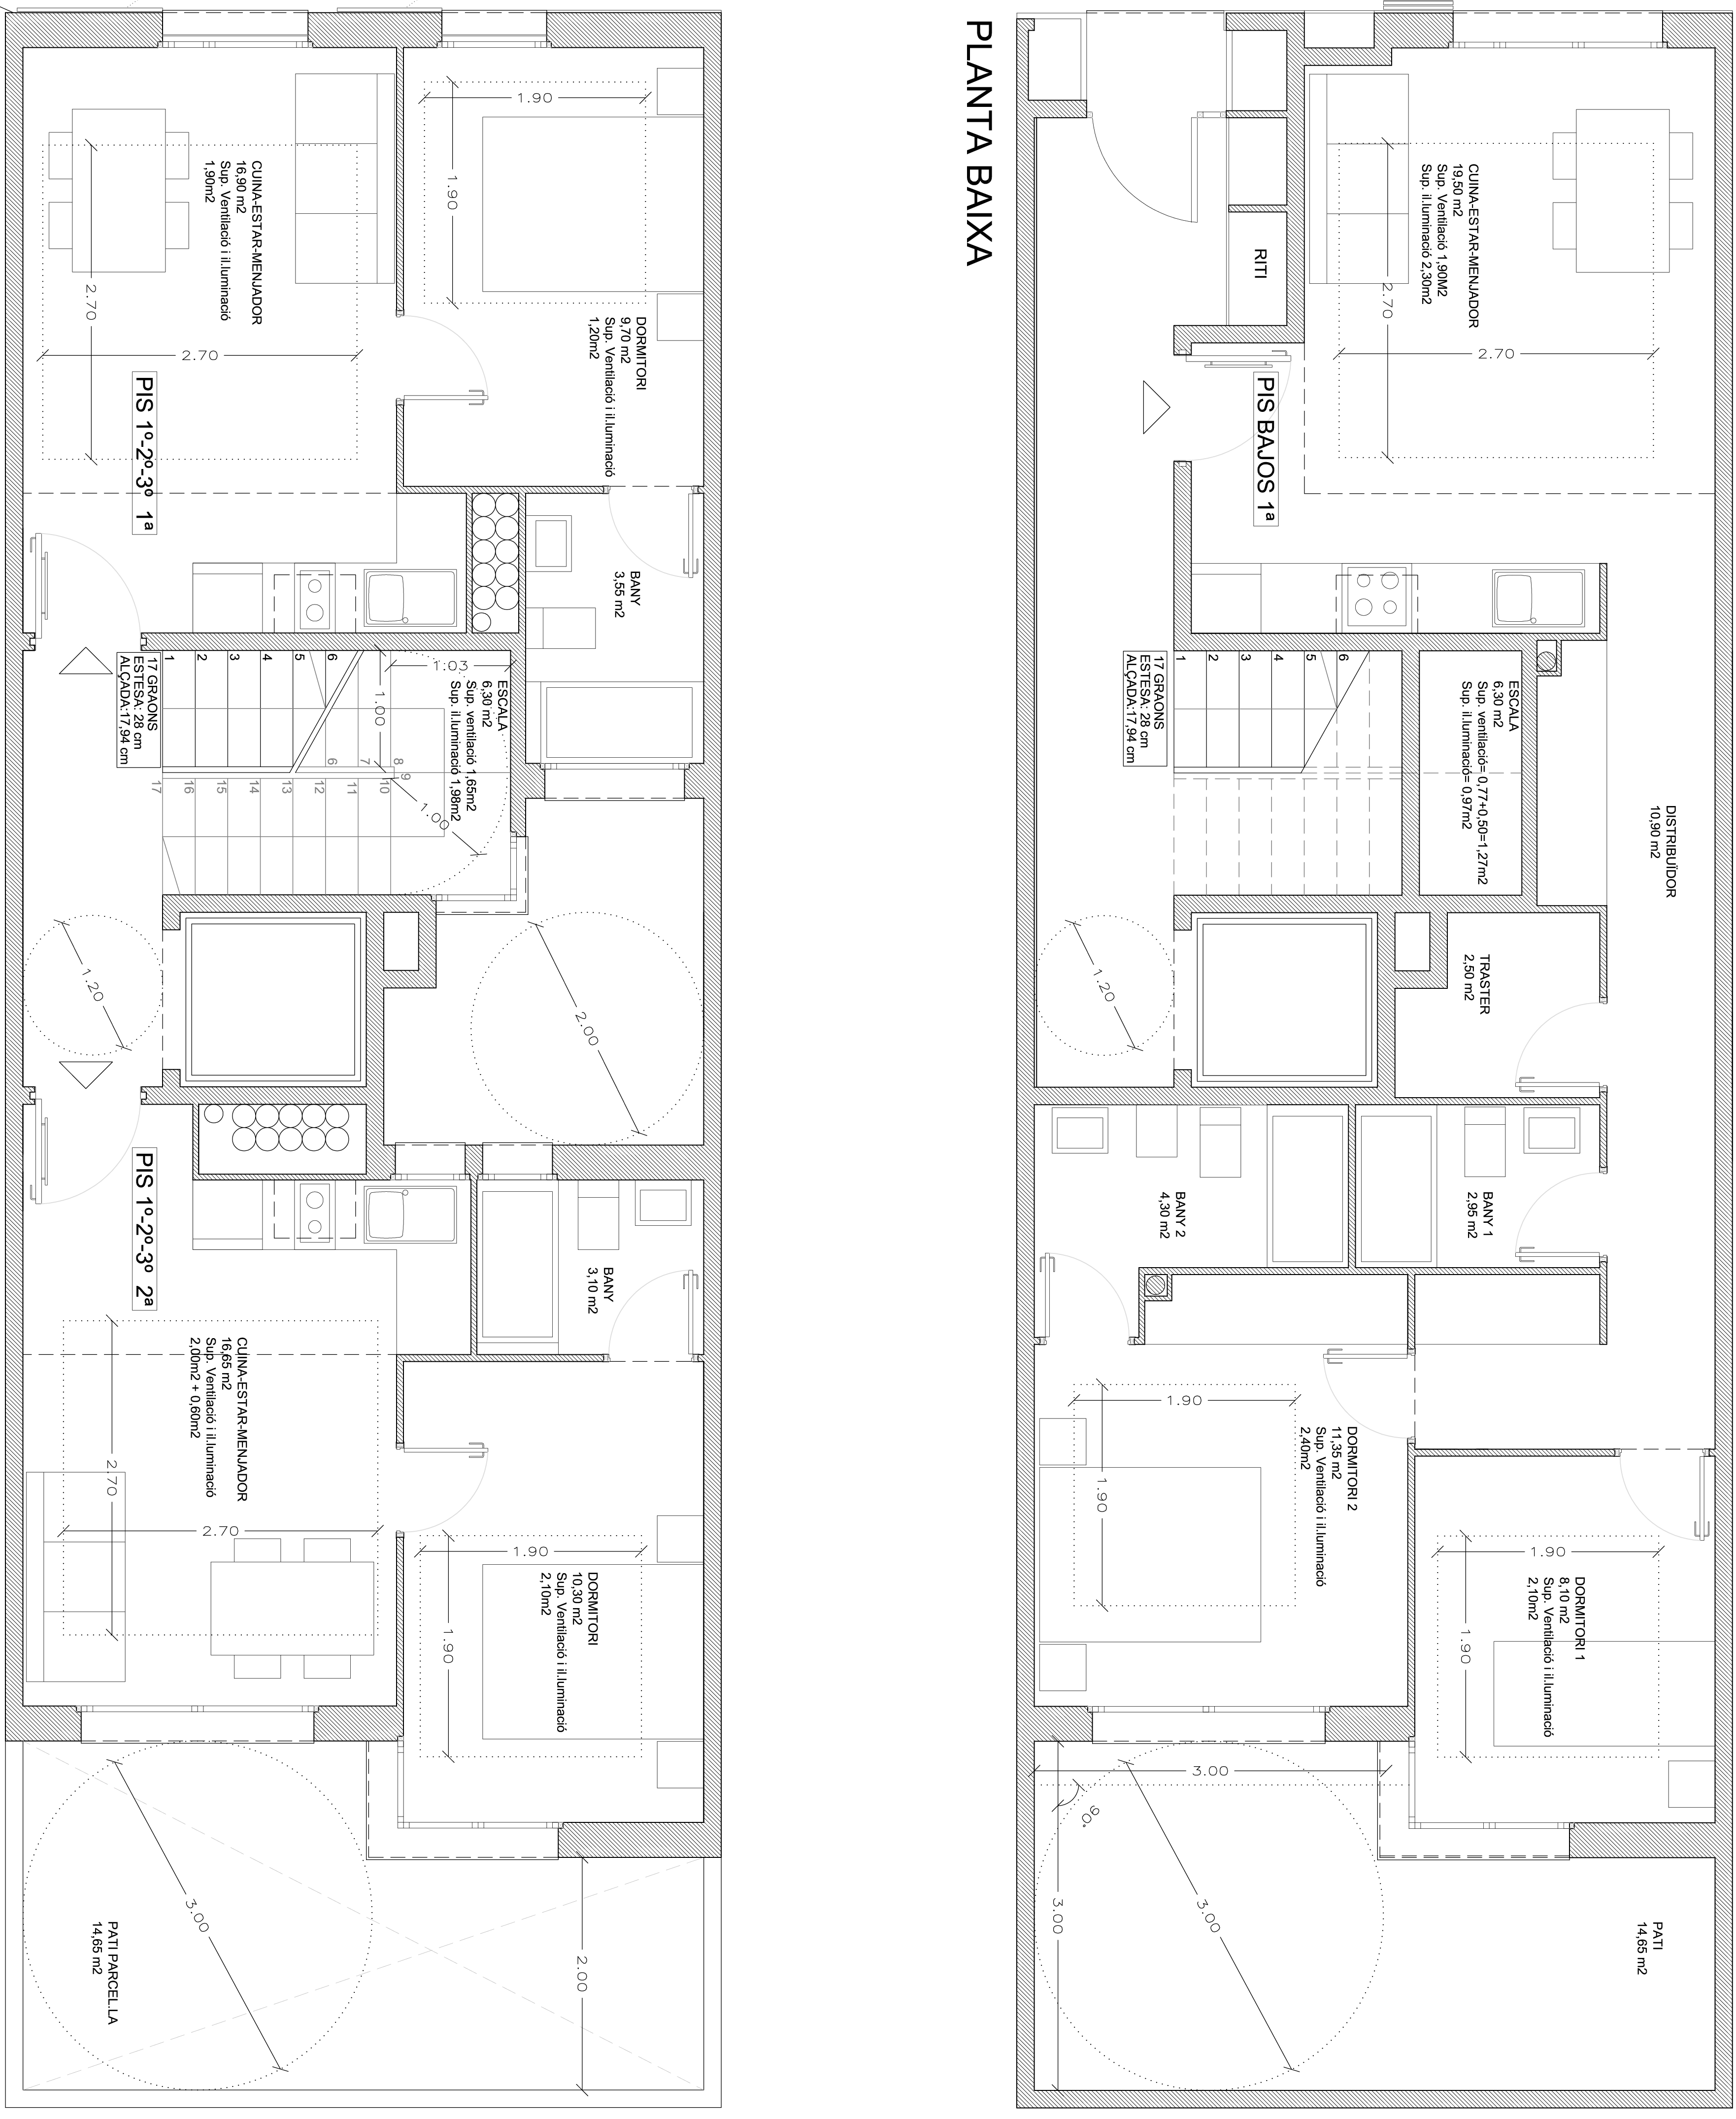 PIS BAJOS 1ª
CUINA-ESTAR-MENJADOR
19,50 m2
Sup. Ventilació 1,90M2
Sup. il.luminació 2,30m2
2.70
2.70
RITI
DISTRIBUÏDOR
10,90 m2
ESCALA
6,30 m2
Sup. ventilació= 0,77+0,50=1,27m2
Sup. il.luminació= 0,97m2
1
2
3
4
5
6
17 GRAONS
ESTESA: 28 cm
ALÇADA:17,94 cm
TRASTER
2,50 m2
1.20
BANY 1
2,95 m2
BANY 2
4,30 m2
DORMITORI 1
8,10 m2
Sup. Ventilació i il.luminació
2,10m2
1.90
1.90
DORMITORI 2
11,35 m2
Sup. Ventilació i il.luminació
2,40m2
1.90
1.90
PATI
14,65 m2
3.00
3.00
3.00
90°
PLANTA BAIXA
DORMITORI
9,70 m2
Sup. Ventilació i il.luminació
1,20m2
1.90
1.90
CUINA-ESTAR-MENJADOR
16,90 m2
Sup. Ventilació i il.luminació
1,90m2
2.70
2.70
PIS 1º-2º-3º 1ª
BANY
3,55 m2
ESCALA
6,30 m2
Sup. ventilació 1,65m2
Sup. il.luminació 1,98m2
1.03
1.00
1.00
1
2
3
4
5
6
6
7
8
9
10
11
12
13
14
15
16
17
17 GRAONS
ESTESA: 28 cm
ALÇADA:17,94 cm
1.20
2.00
BANY
3,10 m2
PIS 1º-2º-3º 2ª
CUINA-ESTAR-MENJADOR
16,65 m2
Sup. Ventilació i il.luminació
2,00m2 + 0,60m2
2.70
2.70
DORMITORI
10,30 m2
Sup. Ventilació i il.luminació
2,10m2
1.90
1.90
2.00
3.00
PATI PARCEL.LA
14,65 m2